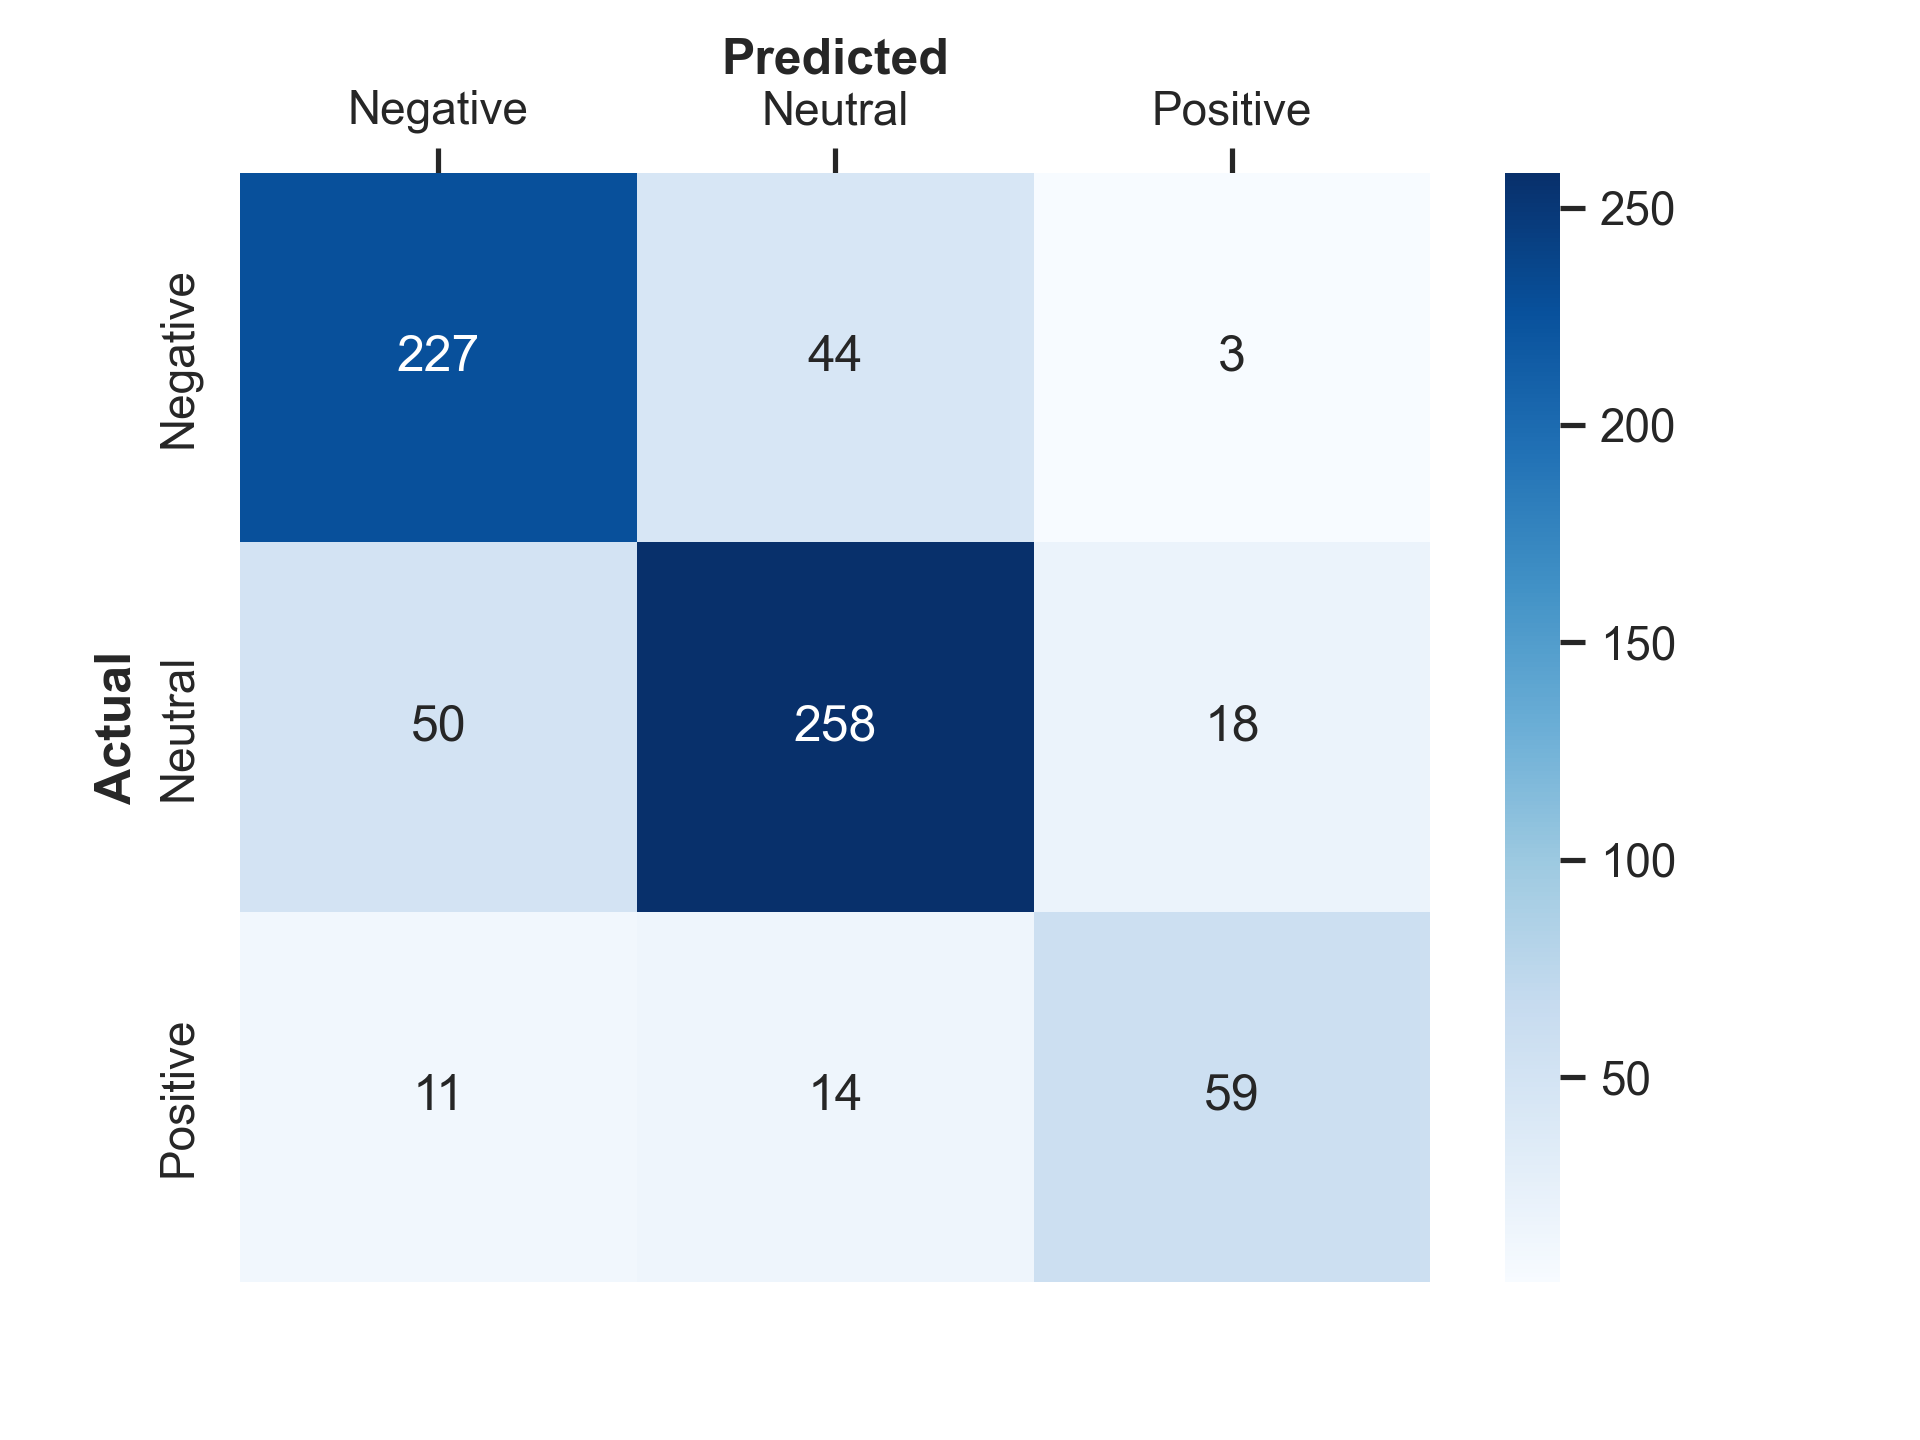 Predicted
Negative Neutral Positive
250
Negative 227 44 3
200
150
Actual
Neutral 50 258 18
100
50
Positive 11 14 59